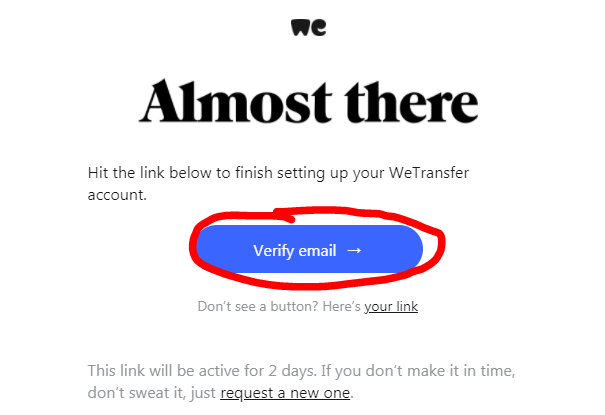 we
Almost there
Hit the link below to finish setting up your WeTransfer
account.
Verify email →
Don't see a button? Here's your link
This link will be active for 2 days. If you don't make it in time,
don't sweat it, just request a new one.